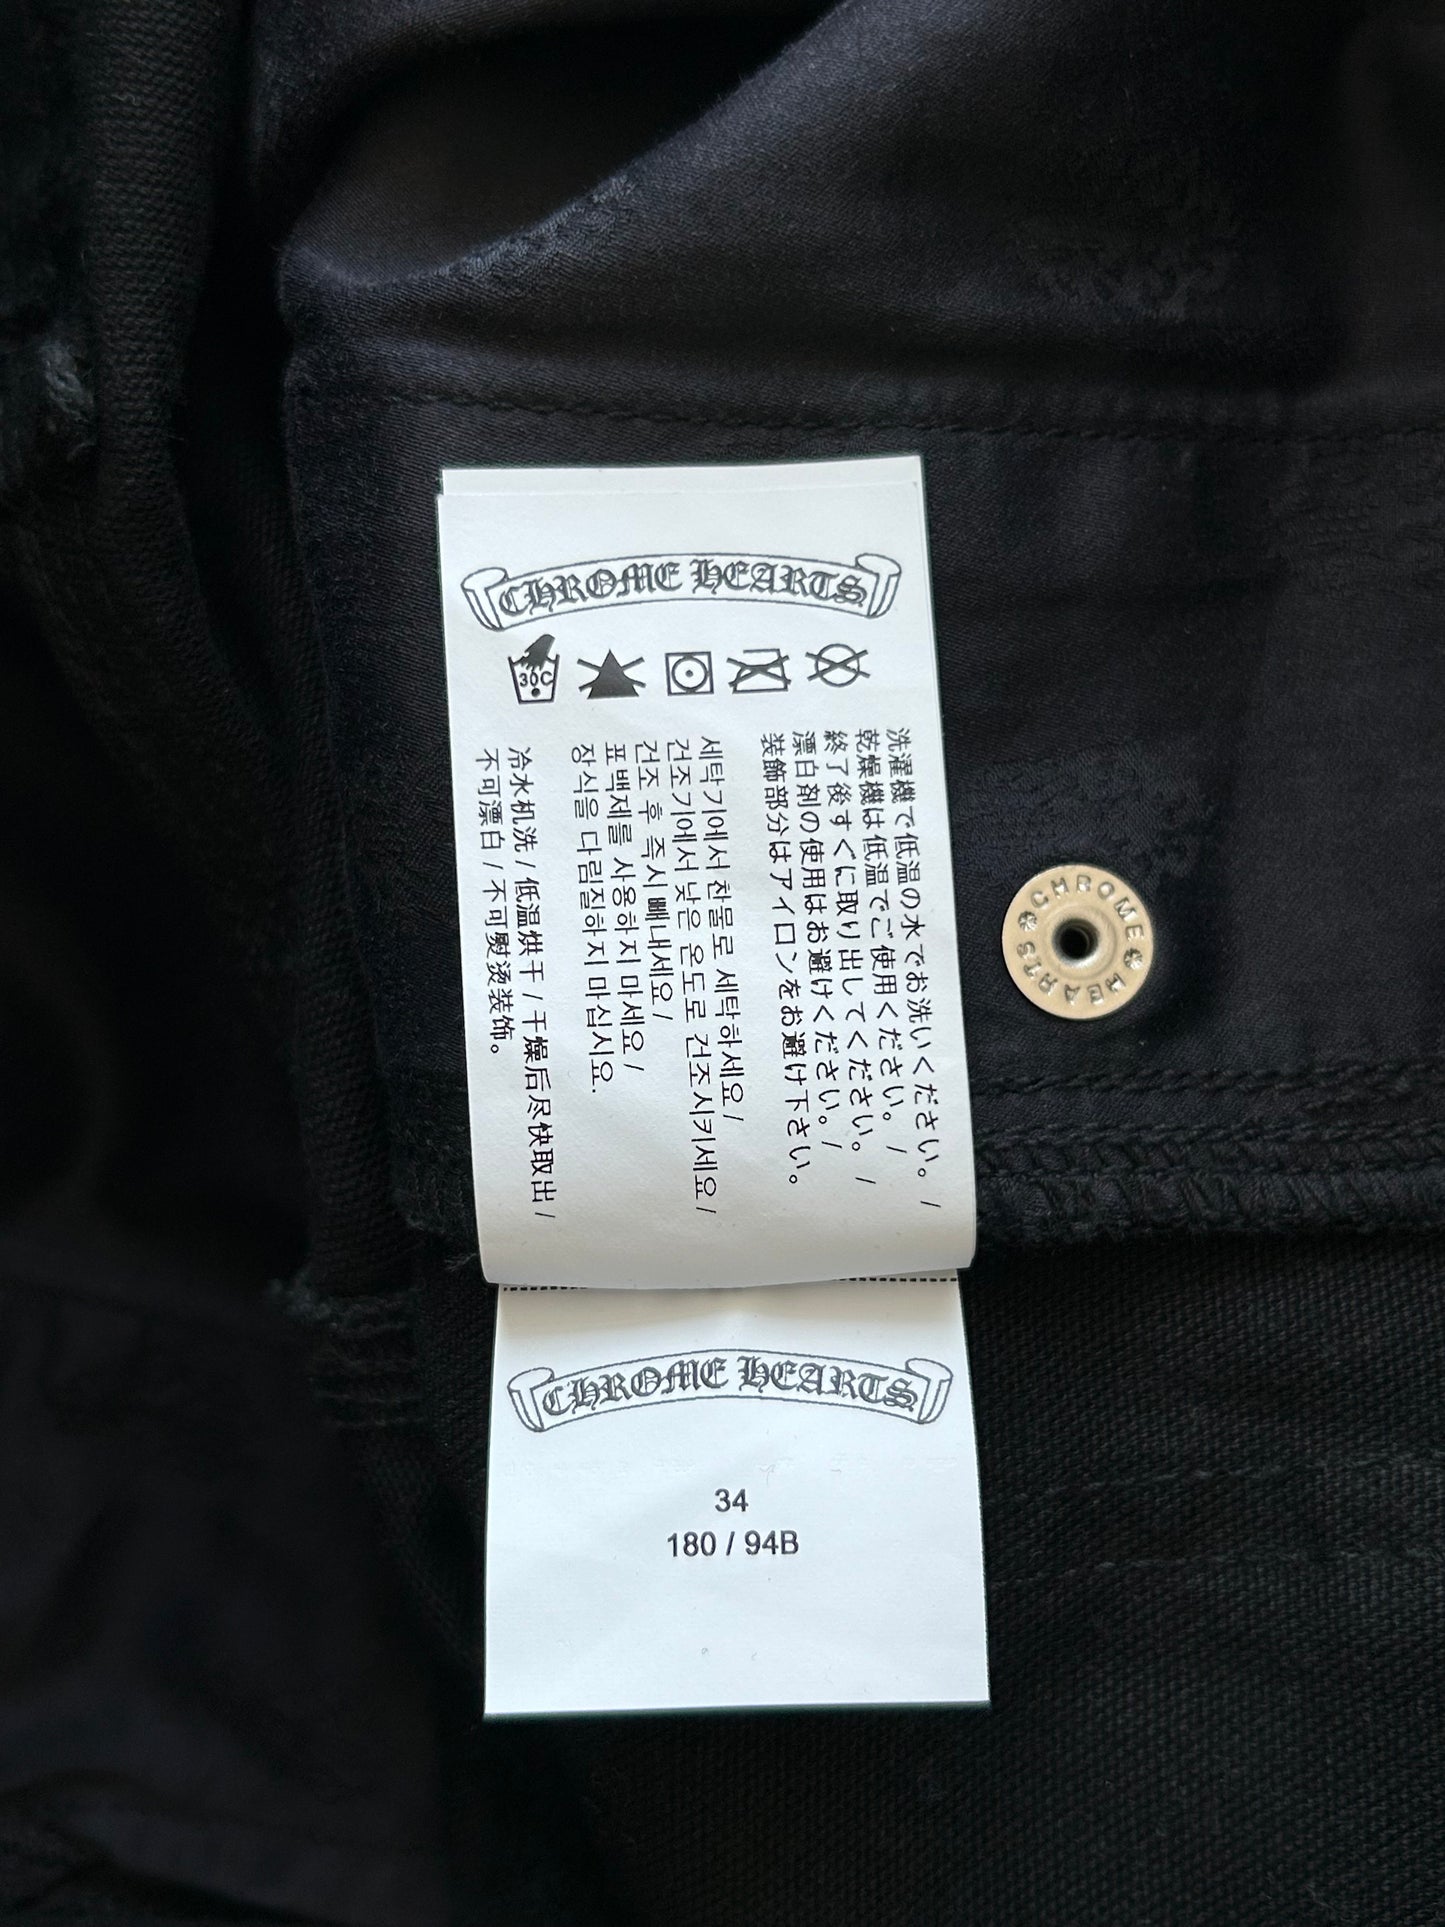 CHROME HEARTS
30C
洗濯機で低温の水でお洗いください。/
乾燥機は低温でご使用ください。/
終了後すぐに取り出してください。/
漂白剤の使用はお避けください。/
装飾部分はアイロンをお避け下さい。
세탁기에서 찬물로 세탁하세요/
건조기에서 낮은 온도로 건조시키세요/
건조 후 즉시 빼내세요/
표백제를 사용하지 마세요/
장식을 다림질하지 마십시요.
冷水机洗/低温烘干/干燥后尽快取出/
不可漂白/不可熨烫装饰。
CHROME HEARTS
34
180 / 94B
CHROME HEARTS